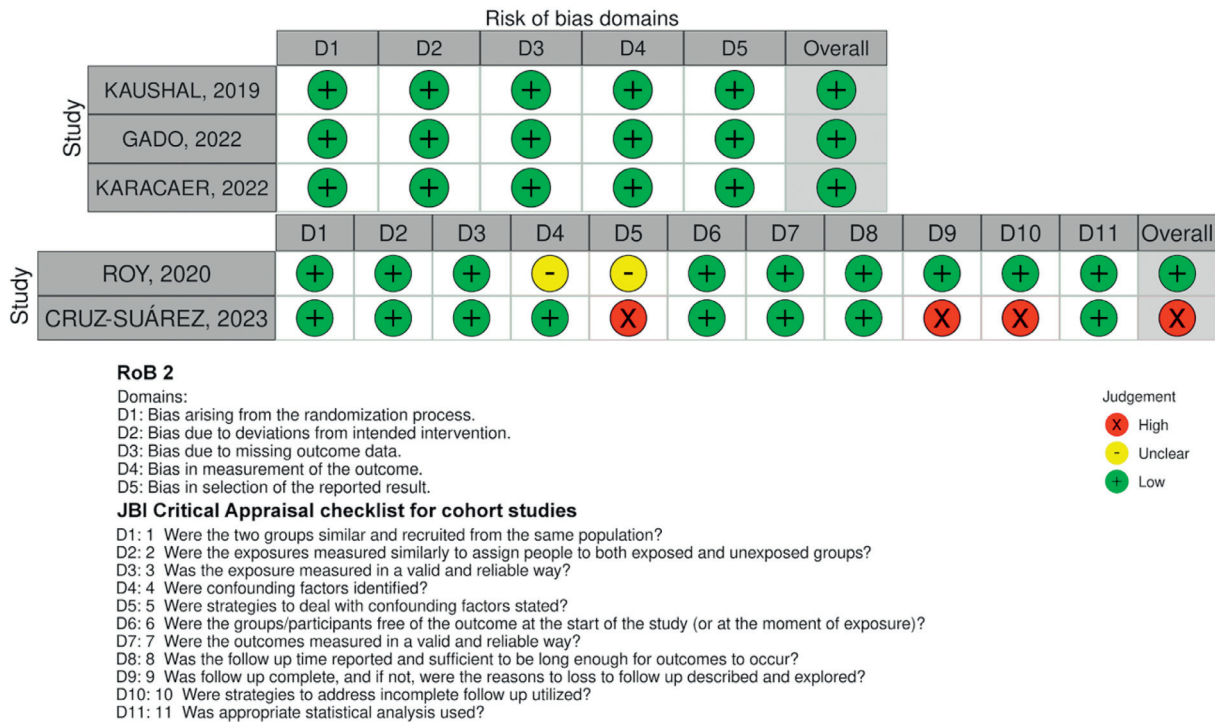 Risk of bias domains
D1 D2 D3 D4 D5 Overall
Study
KAUSHAL, 2019 + + + + + +
GADO, 2022 + + + + + +
KARACAER, 2022 + + + + + +
D1 D2 D3 D4 D5 D6 D7 D8 D9 D10 D11 Overall
Study
ROY, 2020 + + + - - + + + + + + +
CRUZ-SUÁREZ, 2023 + + + + X + + + X X + X
RoB 2
Domains:
D1: Bias arising from the randomization process.
D2: Bias due to deviations from intended intervention.
D3: Bias due to missing outcome data.
D4: Bias in measurement of the outcome.
D5: Bias in selection of the reported result.
Judgement
X High
- Unclear
+ Low
JBI Critical Appraisal checklist for cohort studies
D1: 1 Were the two groups similar and recruited from the same population?
D2: 2 Were the exposures measured similarly to assign people to both exposed and unexposed groups?
D3: 3 Was the exposure measured in a valid and reliable way?
D4: 4 Were confounding factors identified?
D5: 5 Were strategies to deal with confounding factors stated?
D6: 6 Were the groups/participants free of the outcome at the start of the study (or at the moment of exposure)?
D7: 7 Were the outcomes measured in a valid and reliable way?
D8: 8 Was the follow up time reported and sufficient to be long enough for outcomes to occur?
D9: 9 Was follow up complete, and if not, were the reasons to loss to follow up described and explored?
D10: 10 Were strategies to address incomplete follow up utilized?
D11: 11 Was appropriate statistical analysis used?